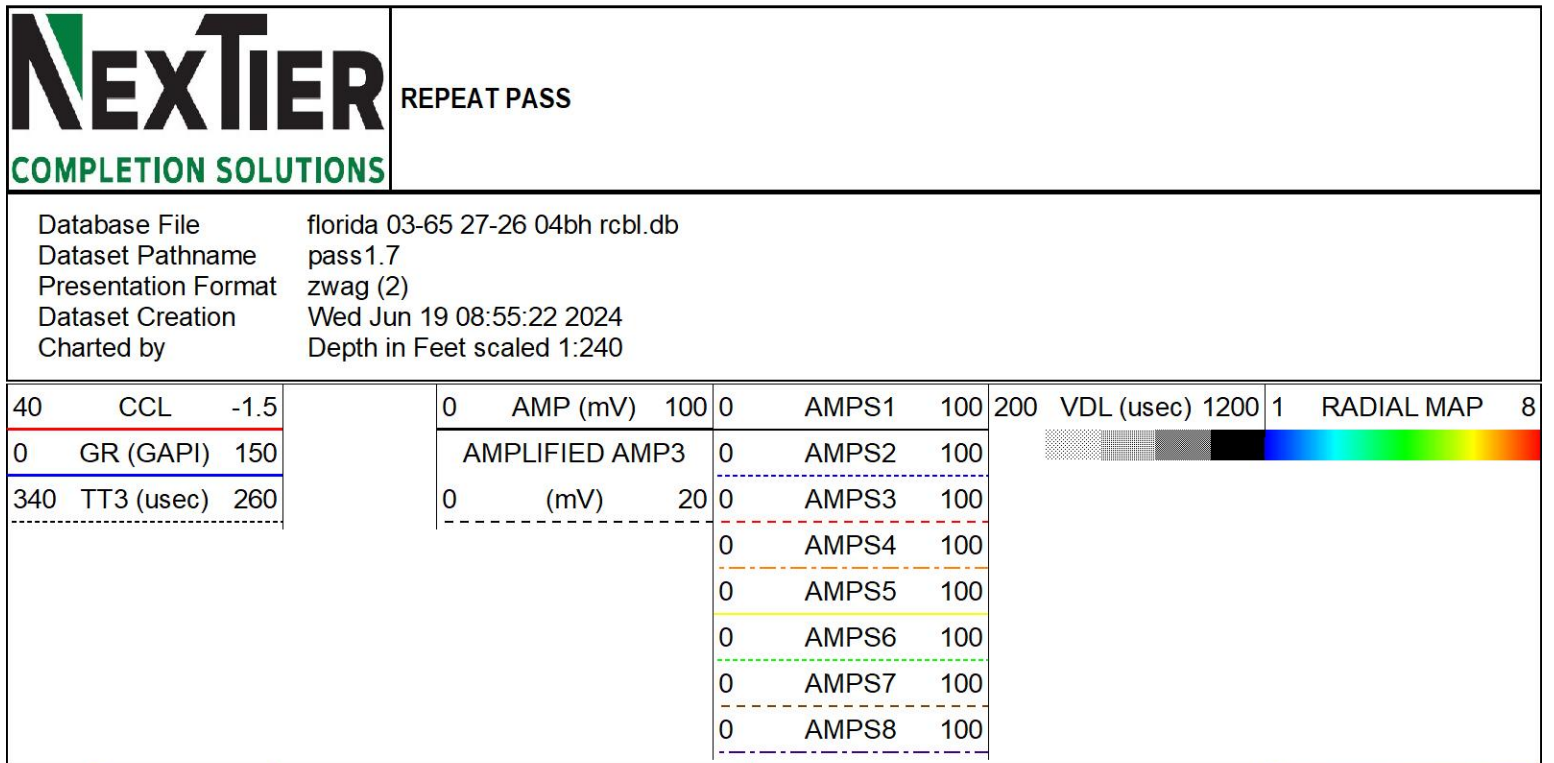 NEXTIER
COMPLETION SOLUTIONS
REPEAT PASS
Database File florida 03-65 27-26 04bh rcbl.db
Dataset Pathname pass1.7
Presentation Format zwag (2)
Dataset Creation Wed Jun 19 08:55:22 2024
Charted by Depth in Feet scaled 1:240
40 CCL -1.5 0 AMP (mV) 100 0 AMPS1 100 200 VDL (usec) 1200 1 RADIAL MAP 8
0 GR (GAPI) 150 AMPLIFIED AMP3 0 AMPS2 100
340 TT3 (usec) 260 0 (mV) 20 0 AMPS3 100
0 AMPS4 100
0 AMPS5 100
0 AMPS6 100
0 AMPS7 100
0 AMPS8 100